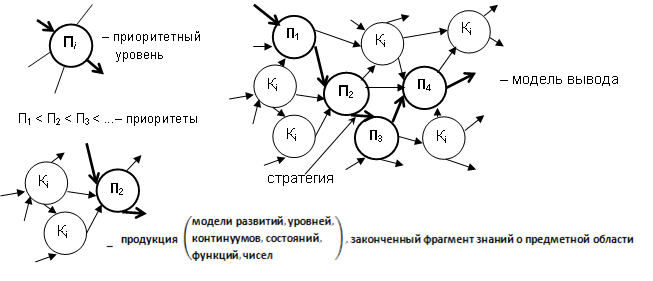 Пi – приоритетный
уровень
П1 < П2 < П3 < ...– приоритеты
П1
Ki
Ki
Ki
П2
П4
Ki
П3
Ki
– модель вывода
стратегия
Ki
П2
Ki
– продукция (модели развитий, уровней,
континуумов, состояний,
функций, чисел), законченный фрагмент знаний о предметной области